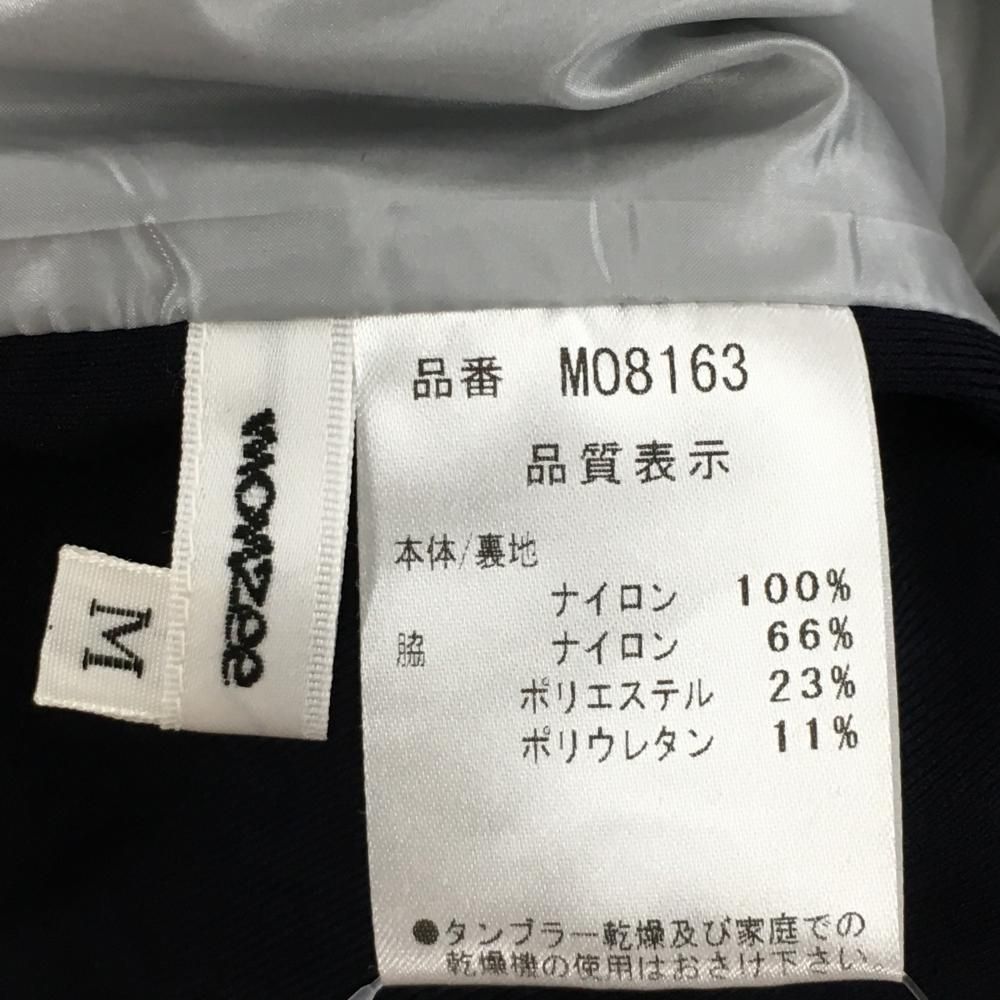 品番 M08163
品質表示
本体/裏地
ナイロン 100%
脇 ナイロン 66%
ポリエステル 23%
ポリウレタン 11%
●タンブラー乾燥及び家庭での
乾燥機の使用はおさけ下さい
womzee
M